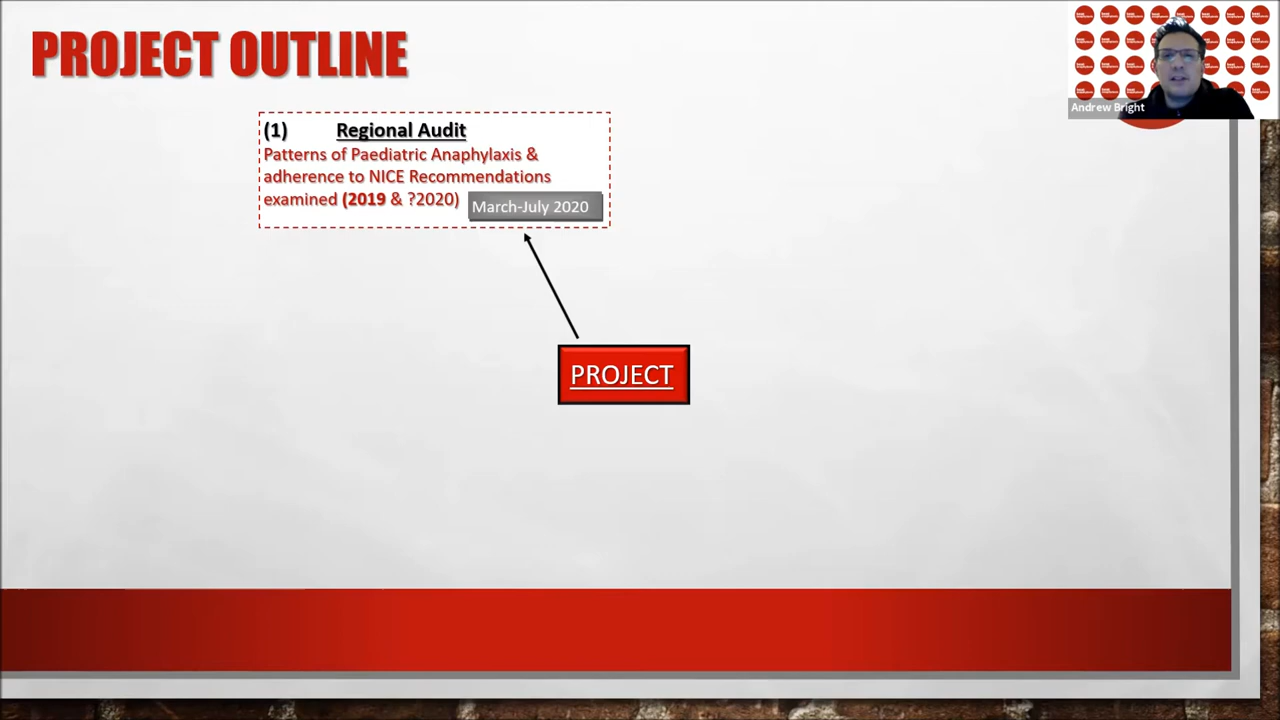 PROJECT OUTLINE
Andrew Bright
(1) Regional Audit
Patterns of Paediatric Anaphylaxis &
adherence to NICE Recommendations
examined (2019 & ?2020)
March-July 2020
PROJECT